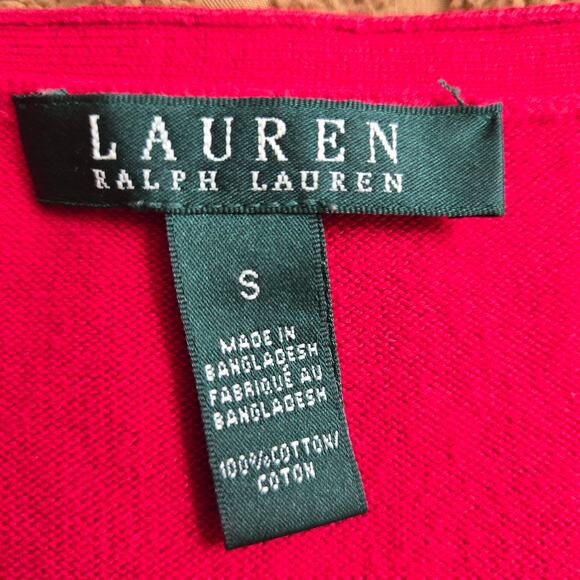 LAUREN
RALPH LAUREN
S
MADE IN
BANGLADESH
FABRIQUÉ AU
BANGLADESH
100%COTTON/
COTON